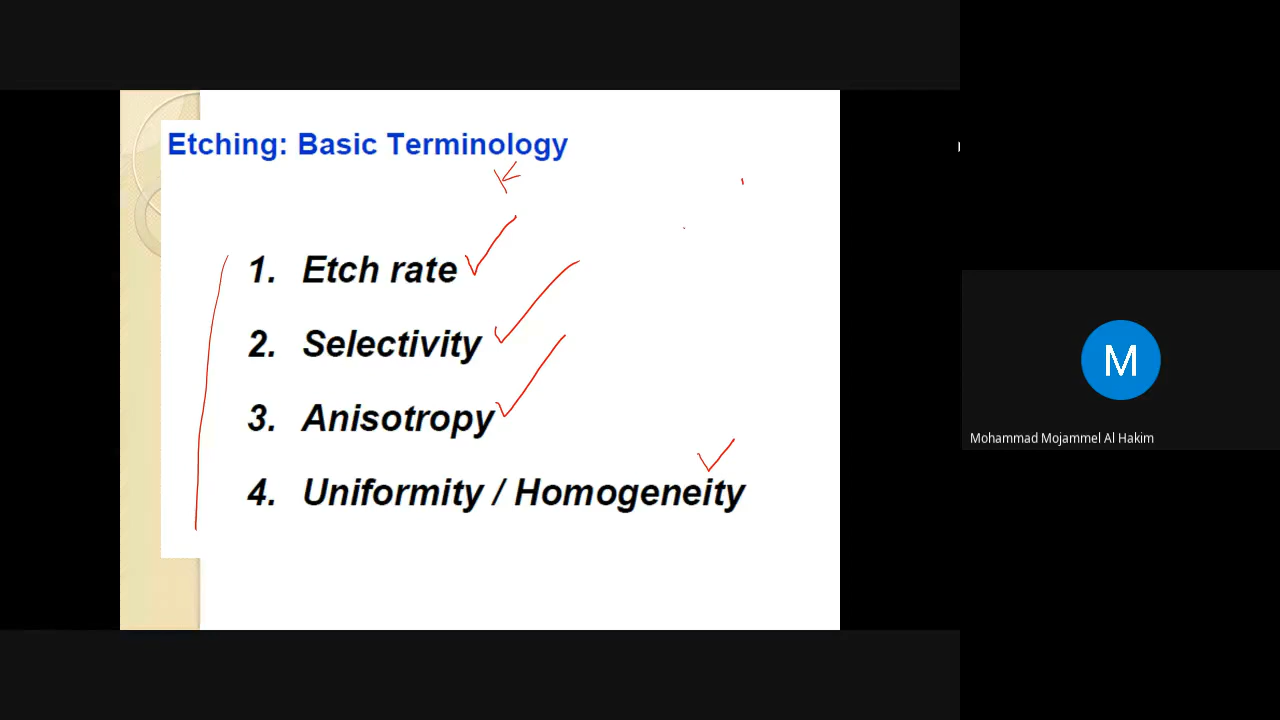 Etching: Basic Terminology
1. Etch rate
2. Selectivity
3. Anisotropy
4. Uniformity / Homogeneity
M
Mohammad Mojammel Al Hakim